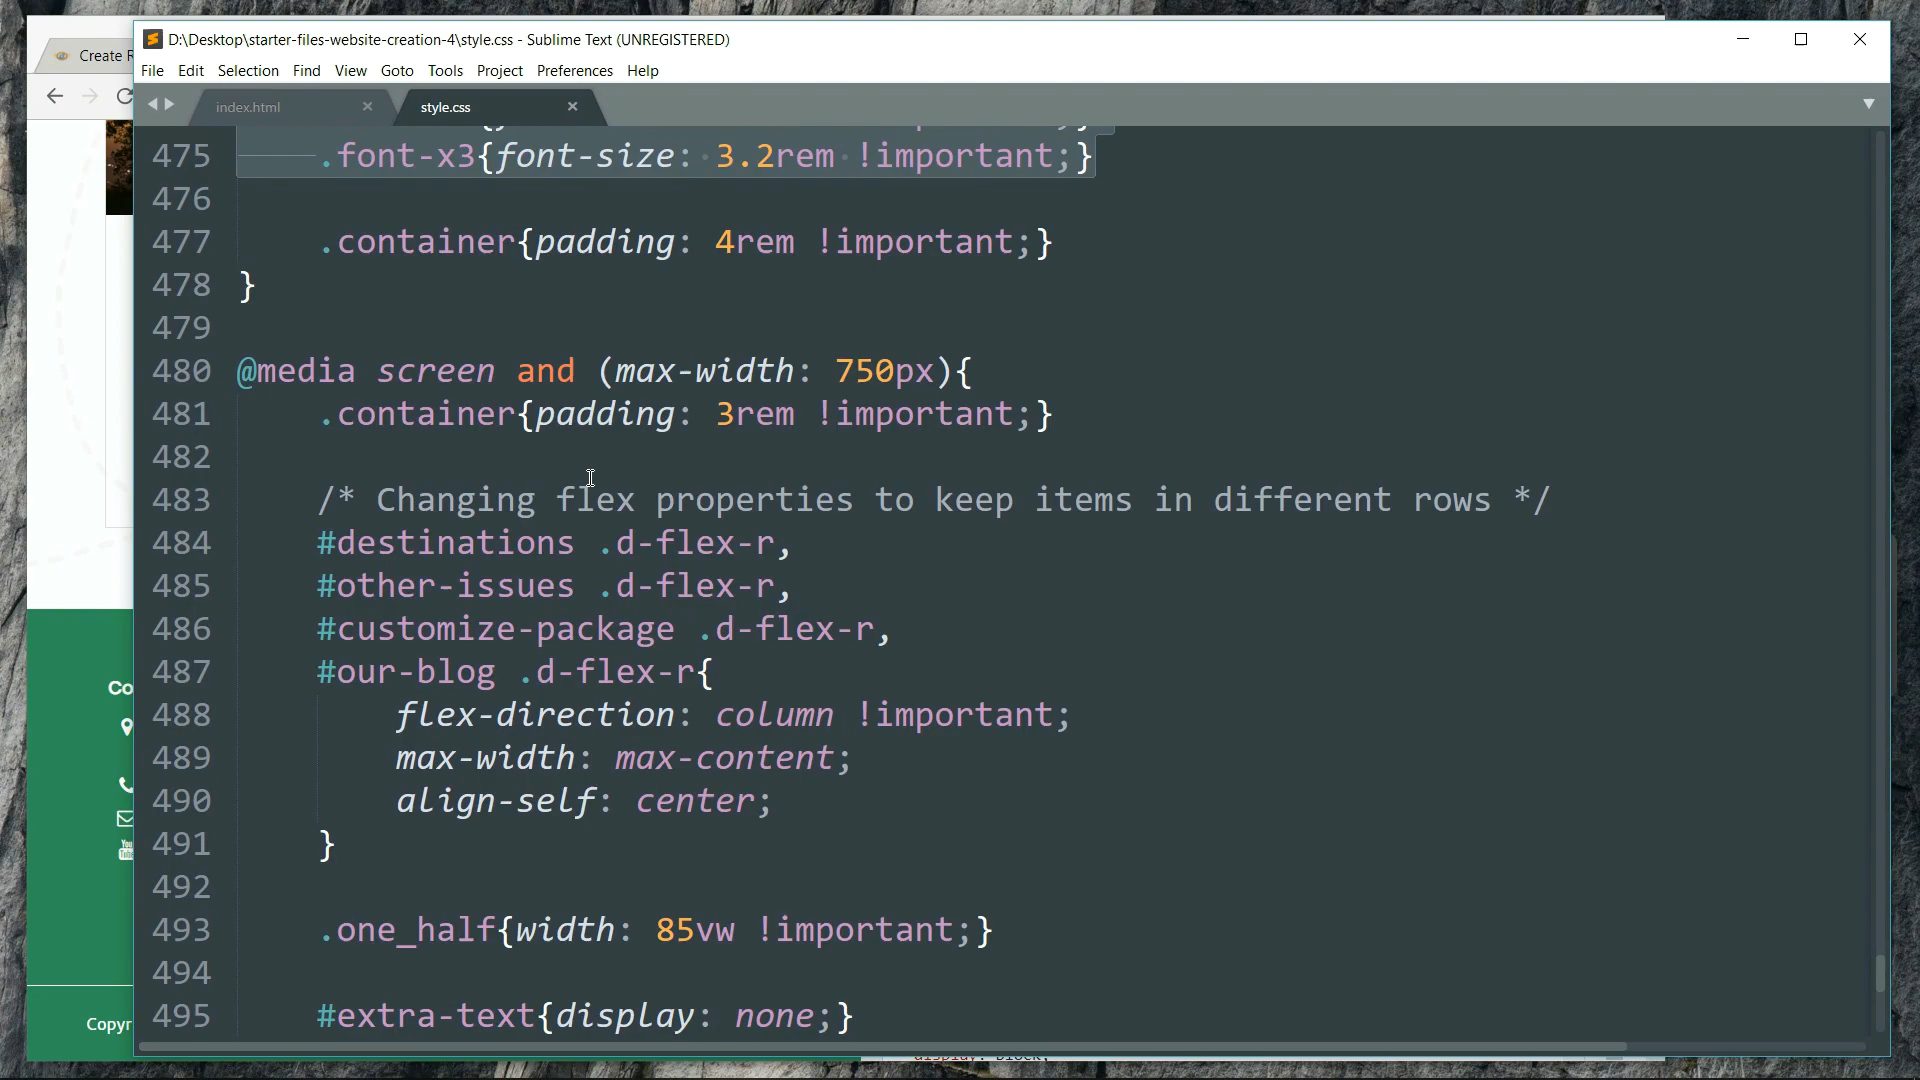 D:\Desktop\starter-files-website-creation-4\style.css - Sublime Text (UNREGISTERED)
Create R
File Edit Selection Find View Goto Tools Project Preferences Help
index.html
style.css
475 .font-x3{font-size: 3.2rem !important;}
476
477 .container{padding: 4rem !important;}
478 }
479
480 @media screen and (max-width: 750px){
481 .container{padding: 3rem !important;}
482
483 /* Changing flex properties to keep items in different rows */
484 #destinations .d-flex-r,
485 #other-issues .d-flex-r,
486 #customize-package .d-flex-r,
487 #our-blog .d-flex-r{
488 flex-direction: column !important;
489 max-width: max-content;
490 align-self: center;
491 }
492
493 .one_half{width: 85vw !important;}
494
495 #extra-text{display: none;}
Co
You
Copyr